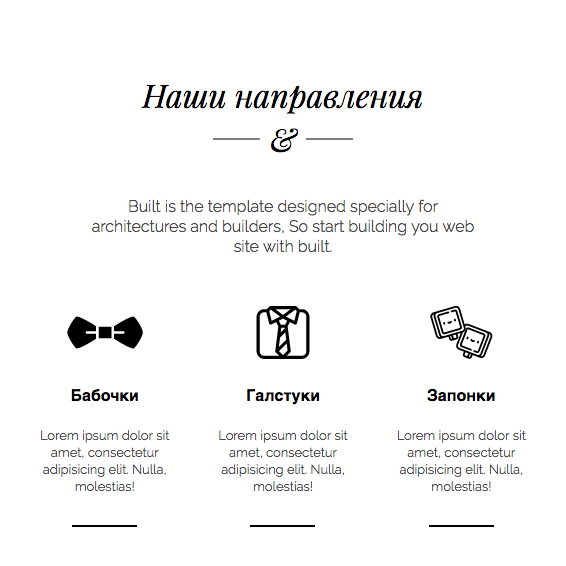 Наши направления
&
Built is the template designed specially for
architectures and builders, So start building you web
site with built.
Бабочки
Галстуки
Запонки
Lorem ipsum dolor sit
amet, consectetur
adipisicing elit. Nulla,
molestias!
Lorem ipsum dolor sit
amet, consectetur
adipisicing elit. Nulla,
molestias!
Lorem ipsum dolor sit
amet, consectetur
adipisicing elit. Nulla,
molestias!